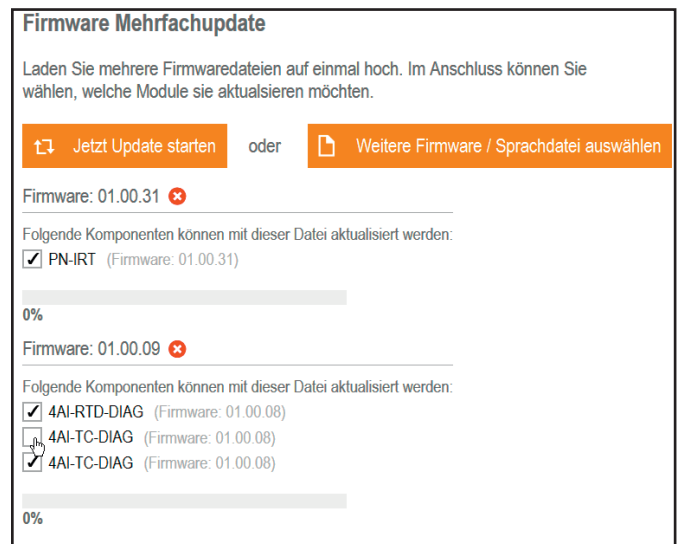 Firmware Mehrfachupdate
Laden Sie mehrere Firmwaredateien auf einmal hoch. Im Anschluss können Sie
wählen, welche Module sie aktualsieren möchten.
Jetzt Update starten oder Weitere Firmware / Sprachdatei auswählen
Firmware: 01.00.31
Folgende Komponenten können mit dieser Datei aktualisiert werden:
PN-IRT (Firmware: 01.00.31)
0%
Firmware: 01.00.09
Folgende Komponenten können mit dieser Datei aktualisiert werden:
4AI-RTD-DIAG (Firmware: 01.00.08)
4AI-TC-DIAG (Firmware: 01.00.08)
4AI-TC-DIAG (Firmware: 01.00.08)
0%